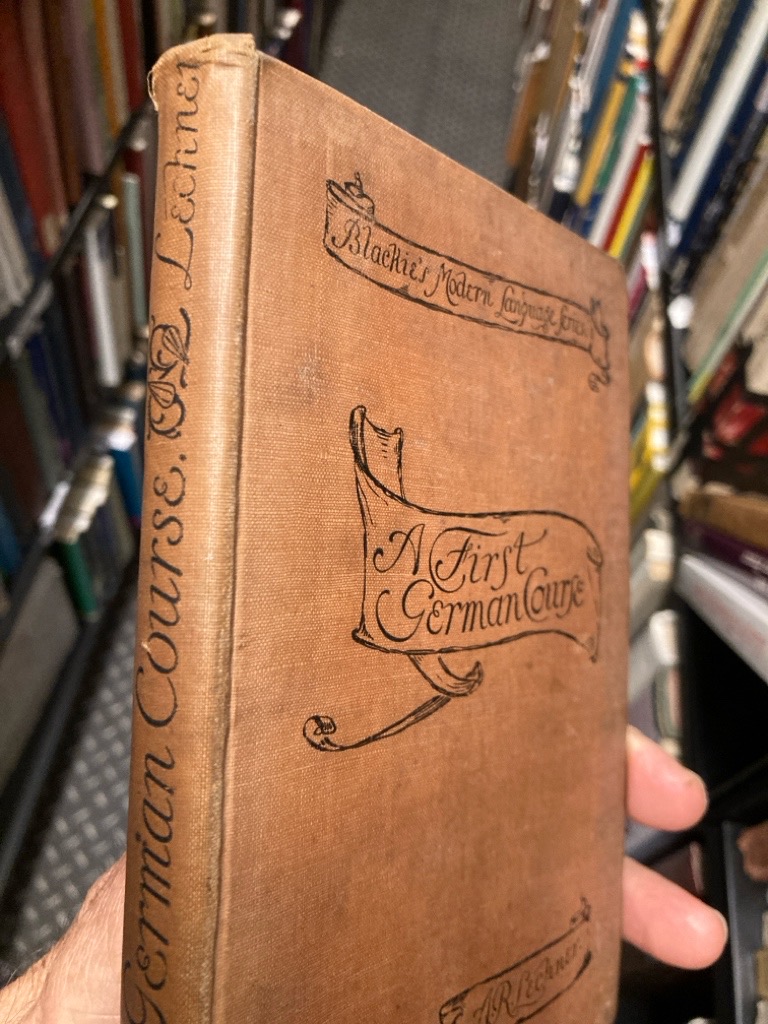 German Course. Lechner
Blackie's Modern Language Series
A First
German Course
A R Lechner.